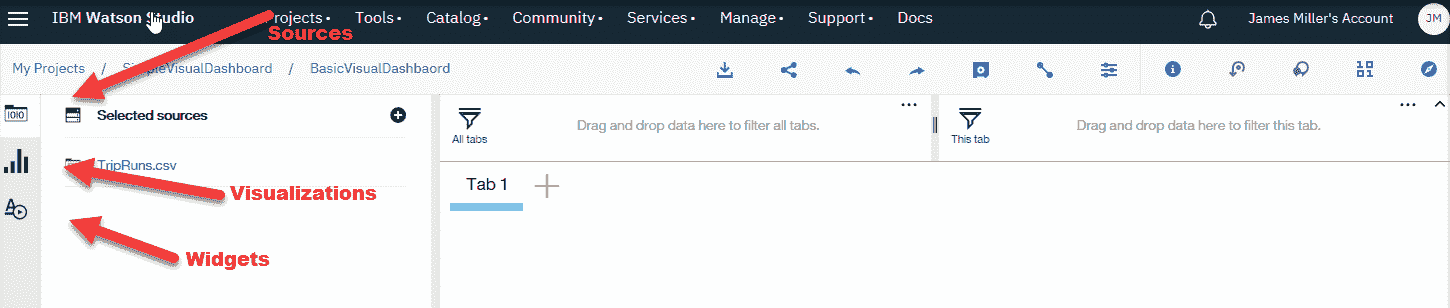 IBM Watson Studio Projects Tools Catalog Community Services Manage Support Docs James Miller's Account JM
Sources
My Projects / SimpleVisualDashboard / BasicVisualDashbaord
Selected sources
All tabs
Drag and drop data here to filter all tabs.
This tab
Drag and drop data here to filter this tab.
TripRuns.csv
Visualizations
Tab 1
Widgets